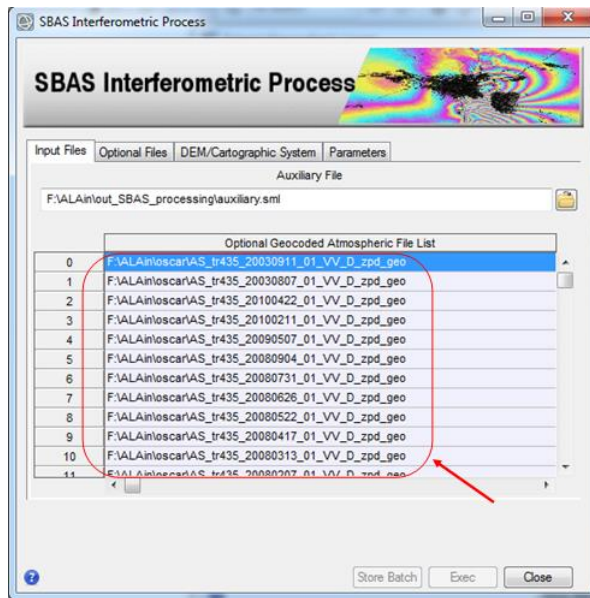 SBAS Interferometric Process
SBAS Interferometric Process
Input Files Optional Files DEM/Cartographic System Parameters
Auxiliary File
F:\ALAin\out_SBAS_processing\auxiliary.sml
Optional Geocoded Atmospheric File List
0 F:\ALAin\oscar\AS_tr435_20030911_01_VV_D_zpd_geo
1 F:\ALAin\oscar\AS_tr435_20030807_01_VV_D_zpd_geo
2 F:\ALAin\oscar\AS_tr435_20100422_01_VV_D_zpd_geo
3 F:\ALAin\oscar\AS_tr435_20100211_01_VV_D_zpd_geo
4 F:\ALAin\oscar\AS_tr435_20090507_01_VV_D_zpd_geo
5 F:\ALAin\oscar\AS_tr435_20080904_01_VV_D_zpd_geo
6 F:\ALAin\oscar\AS_tr435_20080731_01_VV_D_zpd_geo
7 F:\ALAin\oscar\AS_tr435_20080626_01_VV_D_zpd_geo
8 F:\ALAin\oscar\AS_tr435_20080522_01_VV_D_zpd_geo
9 F:\ALAin\oscar\AS_tr435_20080417_01_VV_D_zpd_geo
10 F:\ALAin\oscar\AS_tr435_20080313_01_VV_D_zpd_geo
11 F:\ALAin\oscar\AS_tr435_20080207_01_VV_D_zpd_geo
Store Batch Exec Close